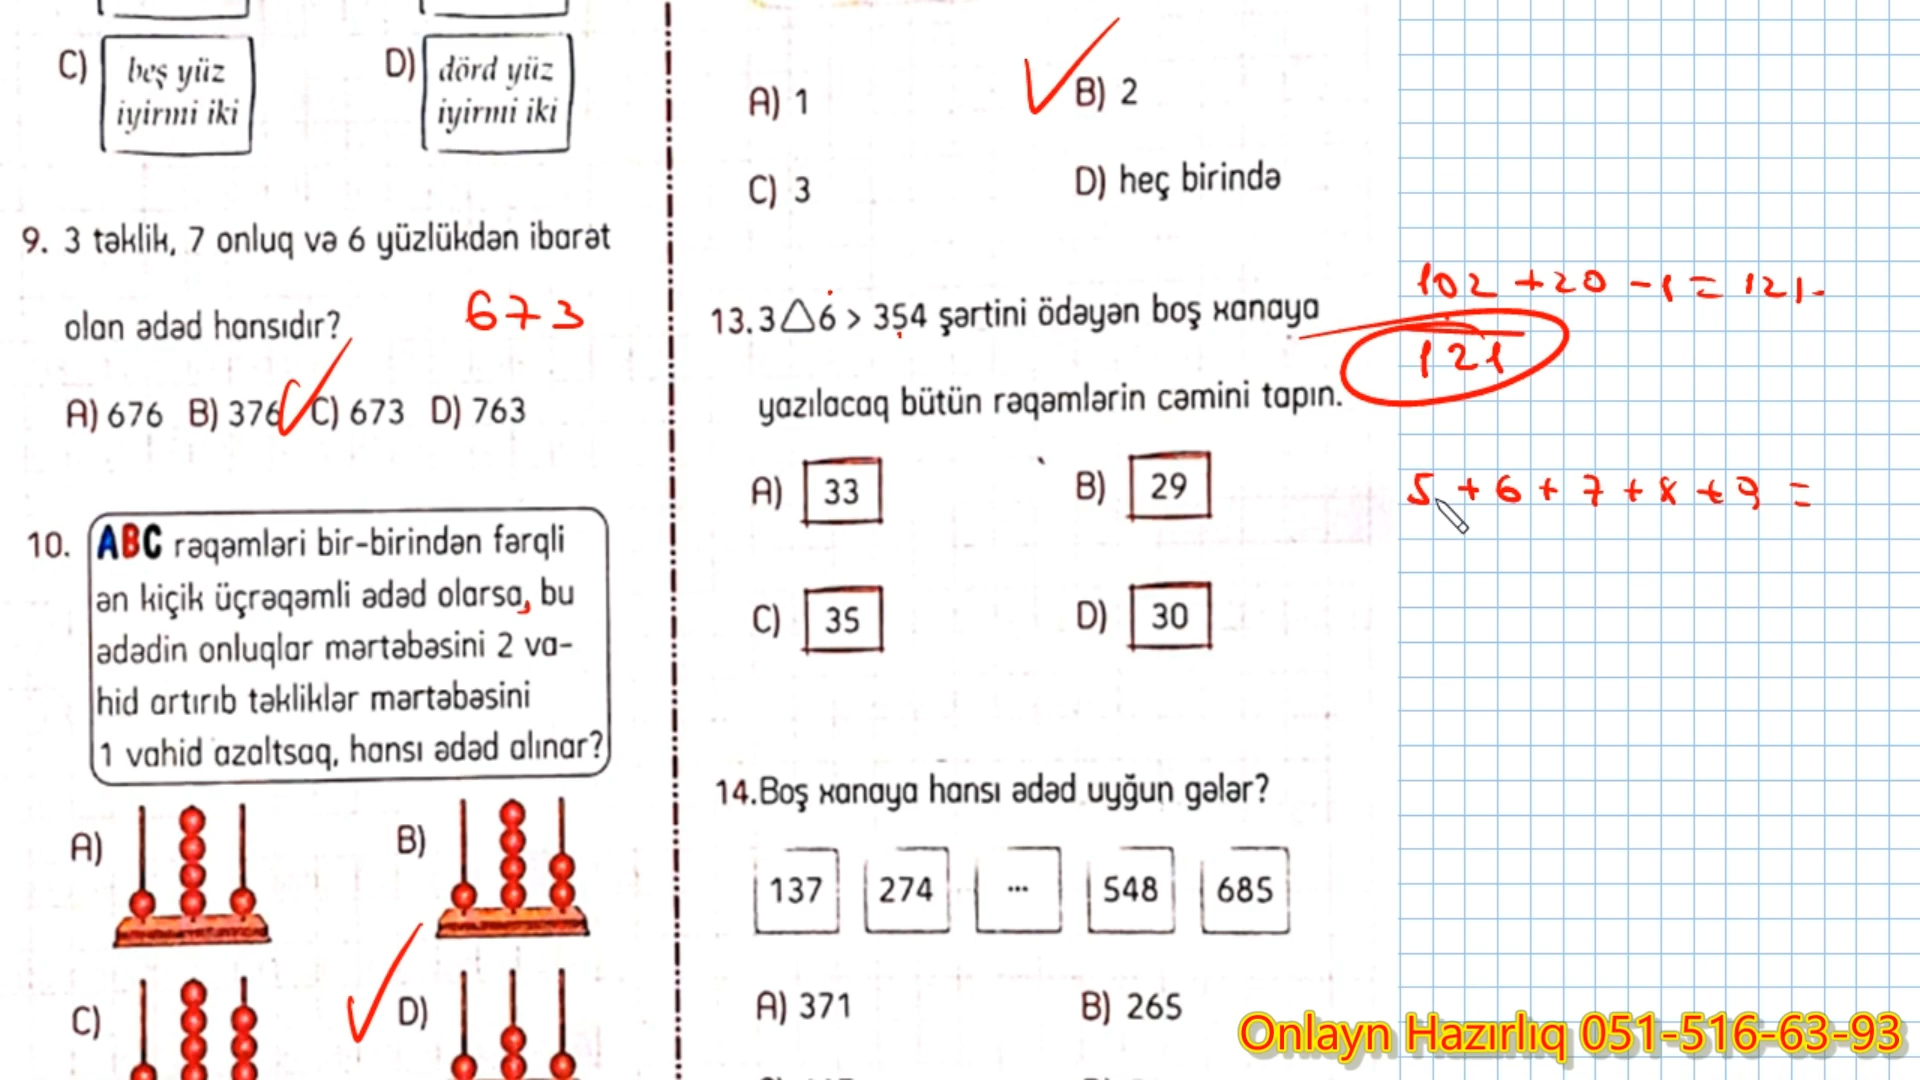 C) beş yüz iyirmi iki
D) dörd yüz iyirmi iki
9. 3 təklik, 7 onluq və 6 yüzlükdən ibarət
olan ədəd hansıdır?
673
A) 676 B) 376 C) 673 D) 763
10. ABC rəqəmləri bir-birindən fərqli
ən kiçik üçrəqəmli ədəd olarsa, bu
ədədin onluqlar mərtəbəsini 2 va-
hid artırıb təkliklər mərtəbəsini
1 vahid azaltsaq, hansı ədəd alınar?
A)
B)
C)
D)
A) 1
B) 2
C) 3
D) heç birində
13. 3△6 > 354 şərtini ödəyən boş xanaya
yazılacaq bütün rəqəmlərin cəmini tapın.
A) 33
B) 29
C) 35
D) 30
14. Boş xanaya hansı ədəd uyğun gələr?
137 274 ... 548 685
A) 371
B) 265
102 + 20 - 1 = 121
121
5 + 6 + 7 + 8 + 9 =
Onlayn Hazırlıq 051-516-63-93